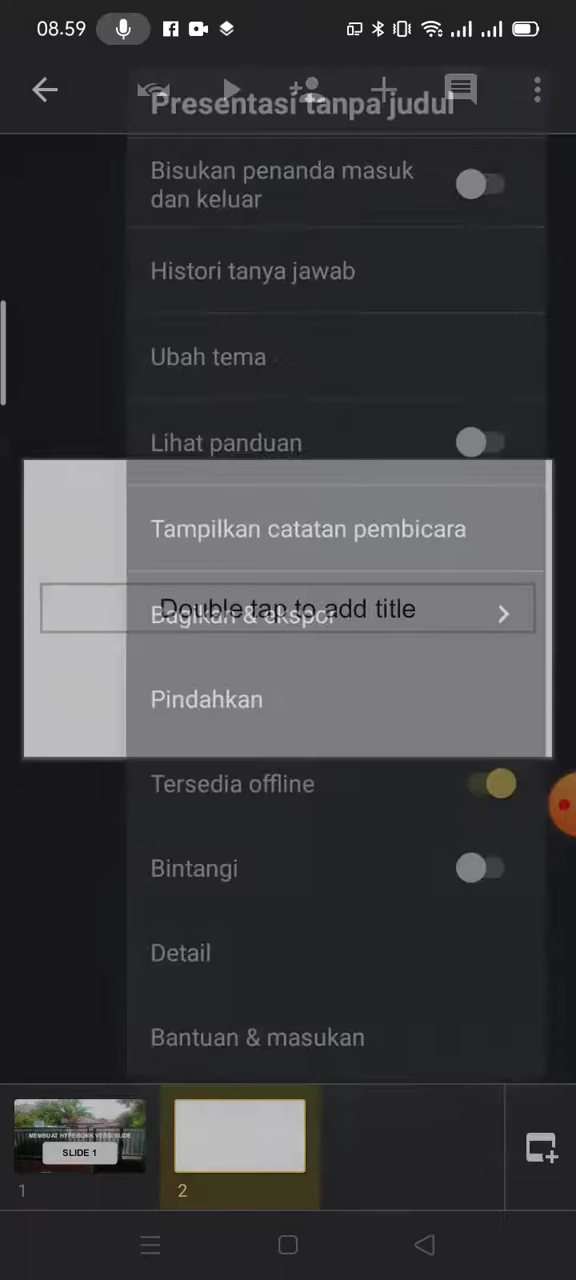 08.59
Presentasi tanpa judul
Bisukan penanda masuk
dan keluar
Histori tanya jawab
Ubah tema
Lihat panduan
Tampilkan catatan pembicara
Double tap to add title
Bagikan & ekspor
Pindahkan
Tersedia offline
Bintangi
Detail
Bantuan & masukan
MEMBUAT HYPERLINK VERSI SLIDE
SLIDE 1
1
2